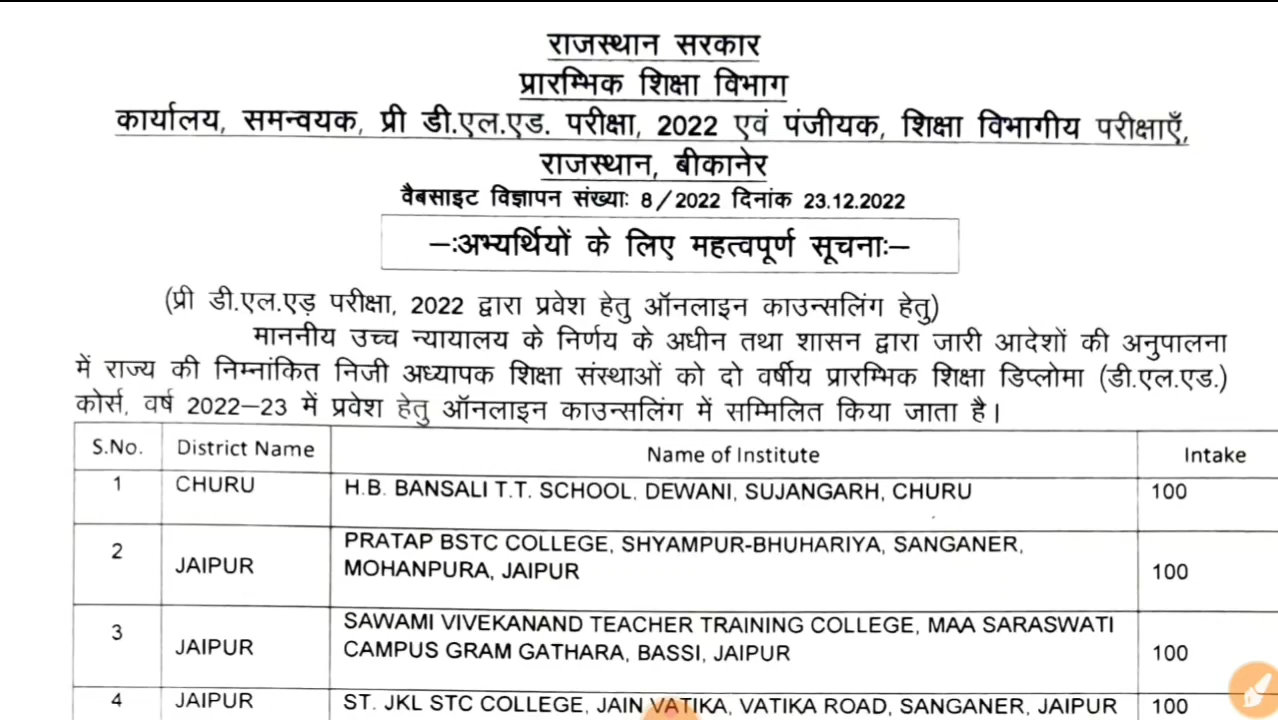 राजस्थान सरकार
प्रारम्भिक शिक्षा विभाग
कार्यालय, समन्वयक, प्री डी.एल.एड. परीक्षा, 2022 एवं पंजीयक, शिक्षा विभागीय परीक्षाएँ,
राजस्थान, बीकानेर
वैबसाइट विज्ञापन संख्याः 8/2022 दिनांक 23.12.2022
–:अभ्यर्थियों के लिए महत्वपूर्ण सूचनाः–
(प्री डी.एल.एड़ परीक्षा, 2022 द्वारा प्रवेश हेतु ऑनलाइन काउन्सलिंग हेतु)
माननीय उच्च न्यायालय के निर्णय के अधीन तथा शासन द्वारा जारी आदेशों की अनुपालना
में राज्य की निम्नांकित निजी अध्यापक शिक्षा संस्थाओं को दो वर्षीय प्रारम्भिक शिक्षा डिप्लोमा (डी.एल.एड.)
कोर्स, वर्ष 2022–23 में प्रवेश हेतु ऑनलाइन काउन्सलिंग में सम्मिलित किया जाता है।
S.No. District Name Name of Institute Intake
1 CHURU H.B. BANSALI T.T. SCHOOL, DEWANI, SUJANGARH, CHURU 100
2 JAIPUR PRATAP BSTC COLLEGE, SHYAMPUR-BHUHARIYA, SANGANER,
MOHANPURA, JAIPUR 100
3 JAIPUR SAWAMI VIVEKANAND TEACHER TRAINING COLLEGE, MAA SARASWATI
CAMPUS GRAM GATHARA, BASSI, JAIPUR 100
4 JAIPUR ST. JKL STC COLLEGE, JAIN VATIKA, VATIKA ROAD, SANGANER, JAIPUR 100